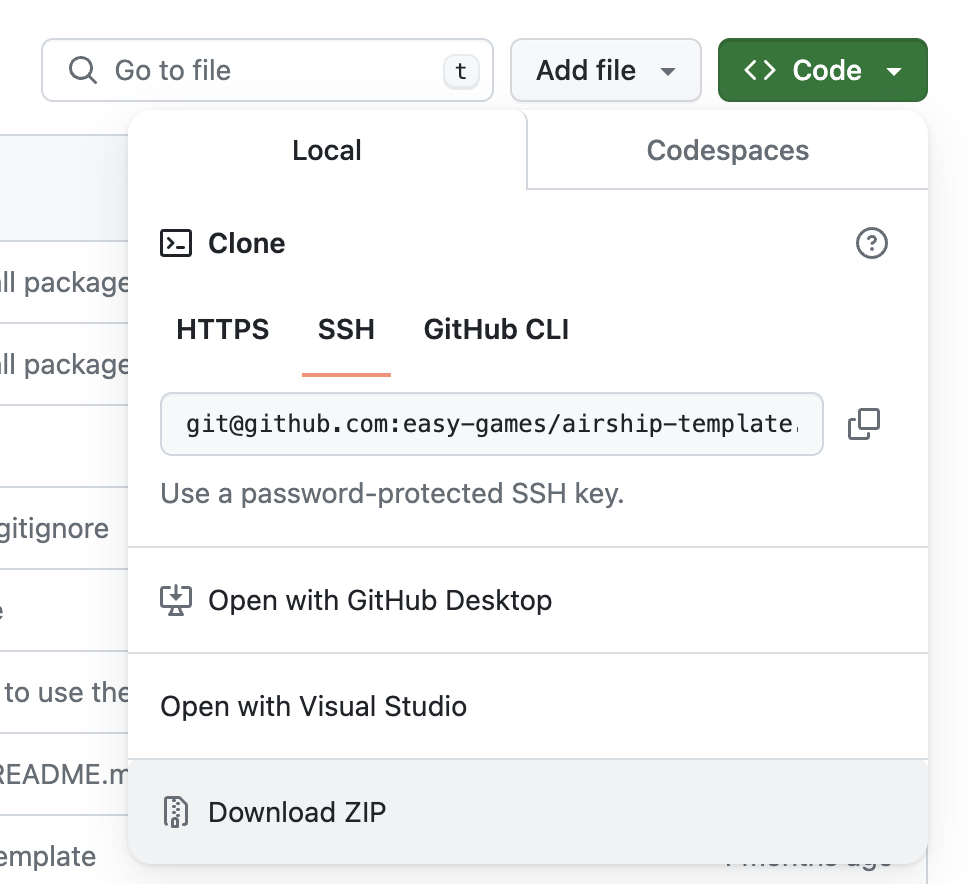 Go to file t Add file Code
Local Codespaces
Clone
ll package
HTTPS SSH GitHub CLI
ll package
git@github.com:easy-games/airship-template.
Use a password-protected SSH key.
gitignore
Open with GitHub Desktop
to use the
Open with Visual Studio
README.m
Download ZIP
emplate
months ago